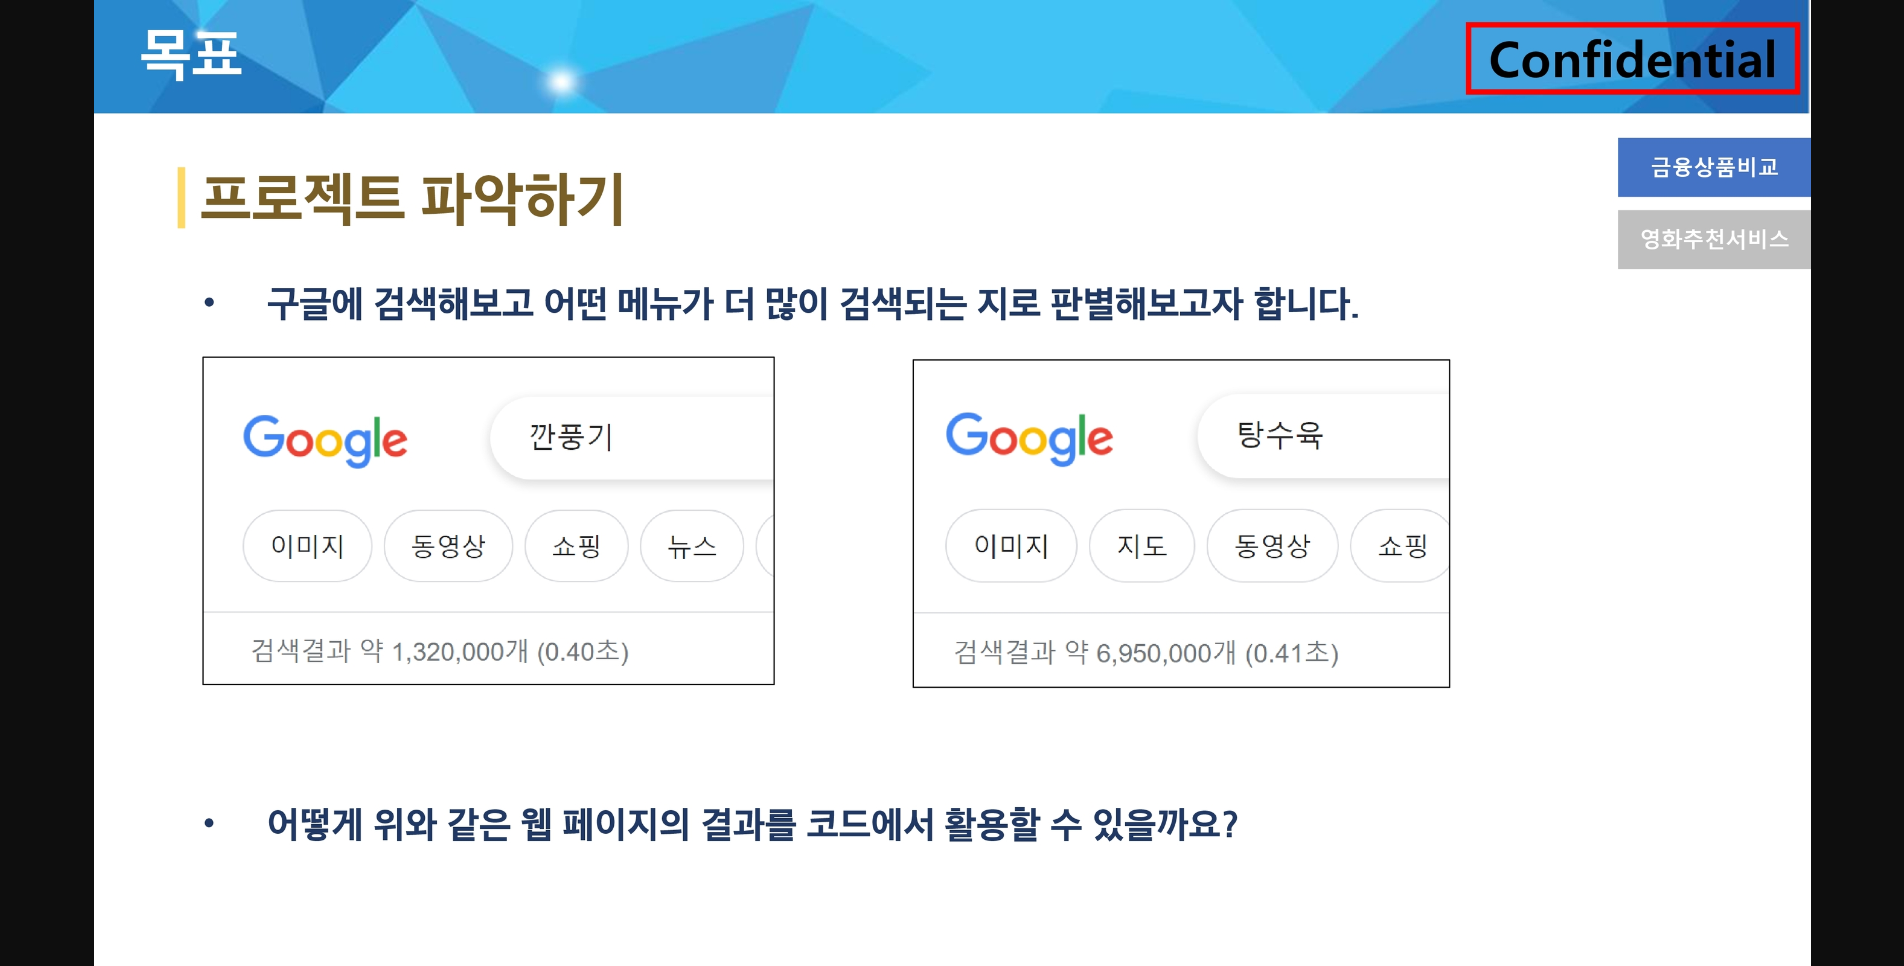 목표
Confidential
금융상품비교
영화추천서비스
프로젝트 파악하기
• 구글에 검색해보고 어떤 메뉴가 더 많이 검색되는 지로 판별해보고자 합니다.
Google 깐풍기
이미지 동영상 쇼핑 뉴스
검색결과 약 1,320,000개 (0.40초)
Google 탕수육
이미지 지도 동영상 쇼핑
검색결과 약 6,950,000개 (0.41초)
• 어떻게 위와 같은 웹 페이지의 결과를 코드에서 활용할 수 있을까요?